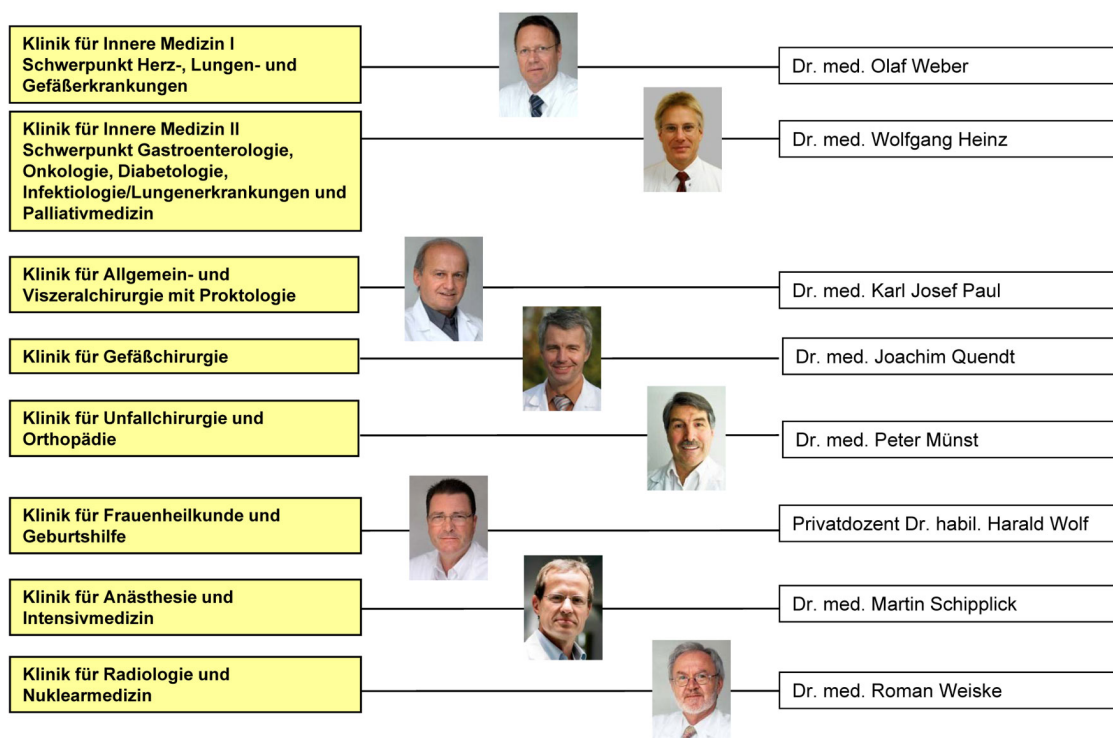 Klinik für Innere Medizin I
Schwerpunkt Herz-, Lungen- und
Gefäßerkrankungen
Dr. med. Olaf Weber
Klinik für Innere Medizin II
Schwerpunkt Gastroenterologie,
Onkologie, Diabetologie,
Infektiologie/Lungenerkrankungen und
Palliativmedizin
Dr. med. Wolfgang Heinz
Klinik für Allgemein- und
Viszeralchirurgie mit Proktologie
Dr. med. Karl Josef Paul
Klinik für Gefäßchirurgie
Dr. med. Joachim Quendt
Klinik für Unfallchirurgie und
Orthopädie
Dr. med. Peter Münst
Klinik für Frauenheilkunde und
Geburtshilfe
Privatdozent Dr. habil. Harald Wolf
Klinik für Anästhesie und
Intensivmedizin
Dr. med. Martin Schipplick
Klinik für Radiologie und
Nuklearmedizin
Dr. med. Roman Weiske